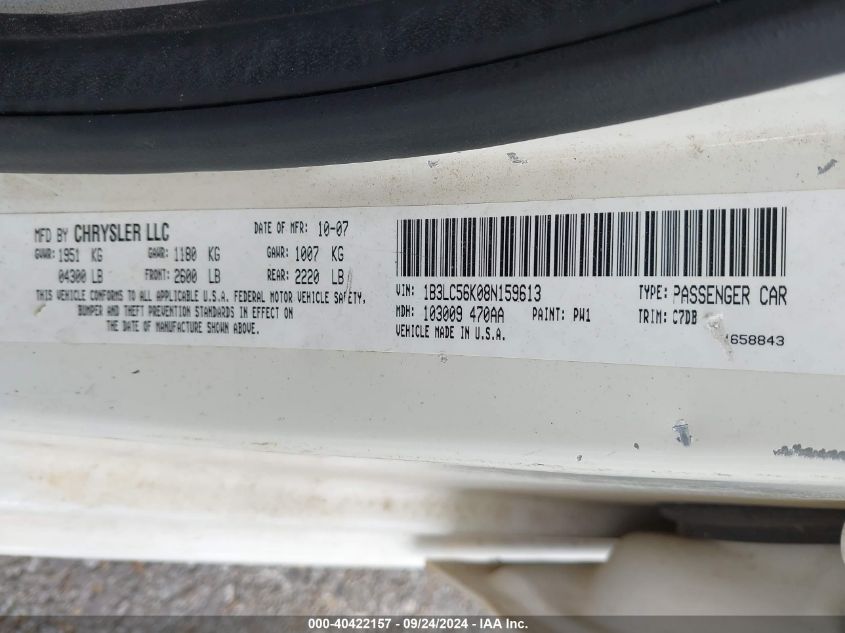 MFD BY CHRYSLER LLC DATE OF MFR: 10-07
GVWR: 1951 KG GAWR: 1180 KG GAWR: 1007 KG
04300 LB FRONT: 2600 LB REAR: 2220 LB
THIS VEHICLE CONFORMS TO ALL APPLICABLE U.S.A. FEDERAL MOTOR VEHICLE SAFETY,
BUMPER AND THEFT PREVENTION STANDARDS IN EFFECT ON
THE DATE OF MANUFACTURE SHOWN ABOVE.
VIN: 1B3LC56K08N159613 TYPE: PASSENGER CAR
MDH: 103009 470AA PAINT: PW1 TRIM: C7DB
VEHICLE MADE IN U.S.A. 658843
000-40422157 - 09/24/2024 - IAA Inc.